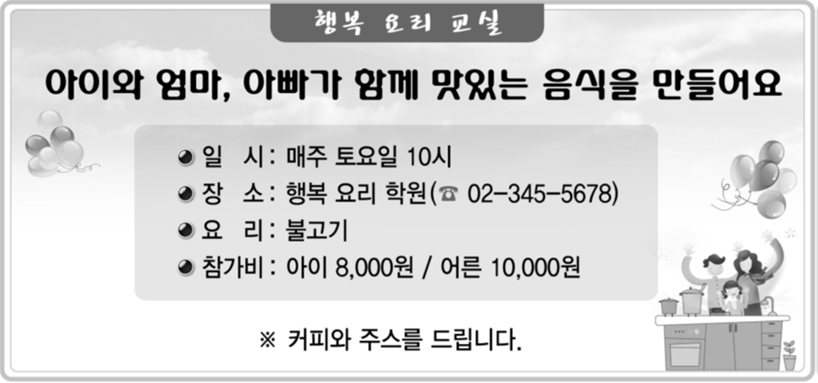 행복 요리 교실
아이와 엄마, 아빠가 함께 맛있는 음식을 만들어요
일 시 : 매주 토요일 10시
장 소 : 행복 요리 학원(☎ 02-345-5678)
요 리 : 불고기
참가비 : 아이 8,000원 / 어른 10,000원
※ 커피와 주스를 드립니다.